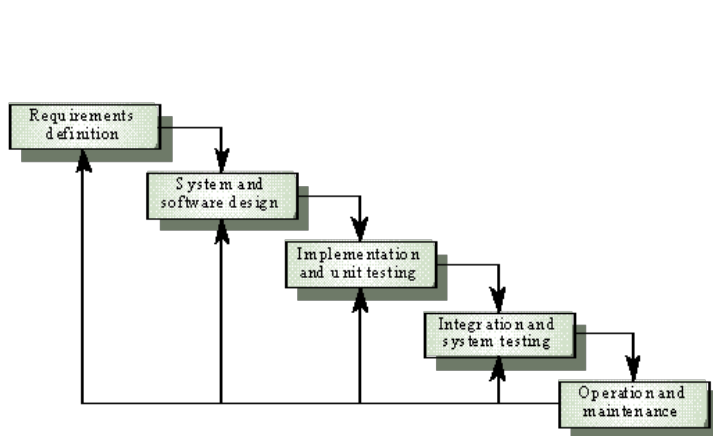 Requirements
definition
System and
software design
Implementation
and unit testing
Integration and
system testing
Operation and
maintenance